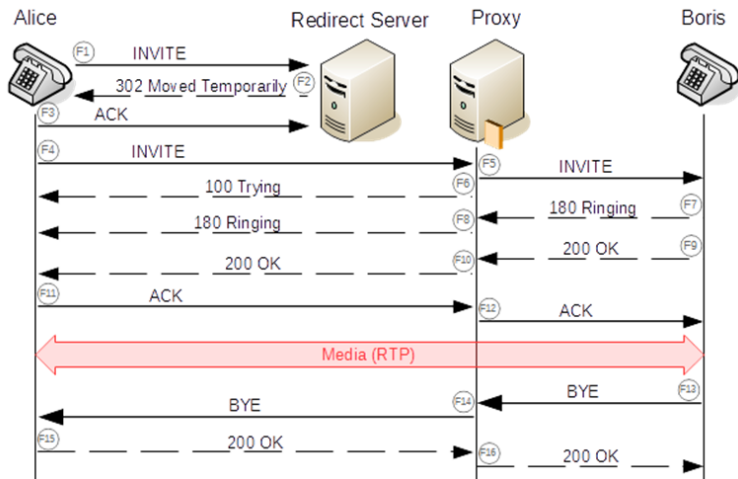 Alice
Redirect Server
Proxy
Boris
F1
INVITE
302 Moved Temporarily
F2
F3
ACK
F4
INVITE
F5
INVITE
100 Trying
F6
180 Ringing
F7
180 Ringing
F8
200 OK
F9
200 OK
F10
F11
ACK
F12
ACK
Media (RTP)
BYE
F13
BYE
F14
F15
200 OK
F16
200 OK